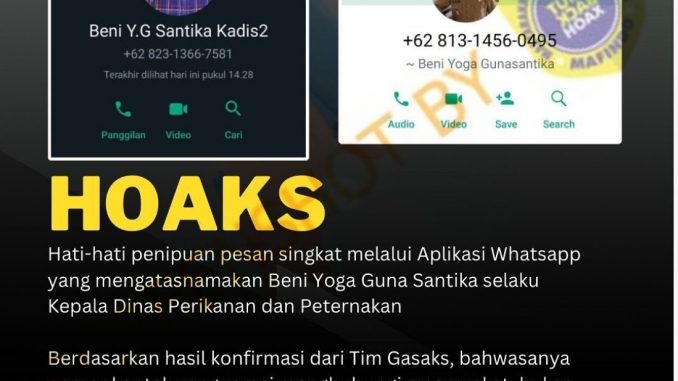 Beni Y.G Santika Kadis2
+62 823-1366-7581
Terakhir dilihat hari ini pukul 14.28
Panggilan Video Cari
+62 813-1456-0495
~ Beni Yoga Gunasantika
Audio Video Save Search
HOAX
MAFINDO
HOAKS
Hati-hati penipuan pesan singkat melalui Aplikasi Whatsapp
yang mengatasnamakan Beni Yoga Guna Santika selaku
Kepala Dinas Perikanan dan Peternakan
Berdasarkan hasil konfirmasi dari Tim Gasaks, bahwasanya